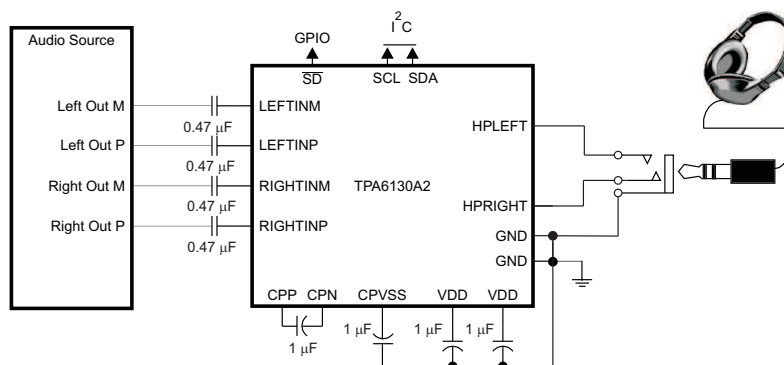 Audio Source
Left Out M
Left Out P
Right Out M
Right Out P
0.47 μF
0.47 μF
0.47 μF
0.47 μF
GPIO
I²C
SD
SCL SDA
LEFTINM
LEFTINP
RIGHTINM
RIGHTINP
TPA6130A2
HPLEFT
HPRIGHT
GND
GND
CPP CPN CPVSS VDD VDD
1 μF
1 μF
1 μF
1 μF